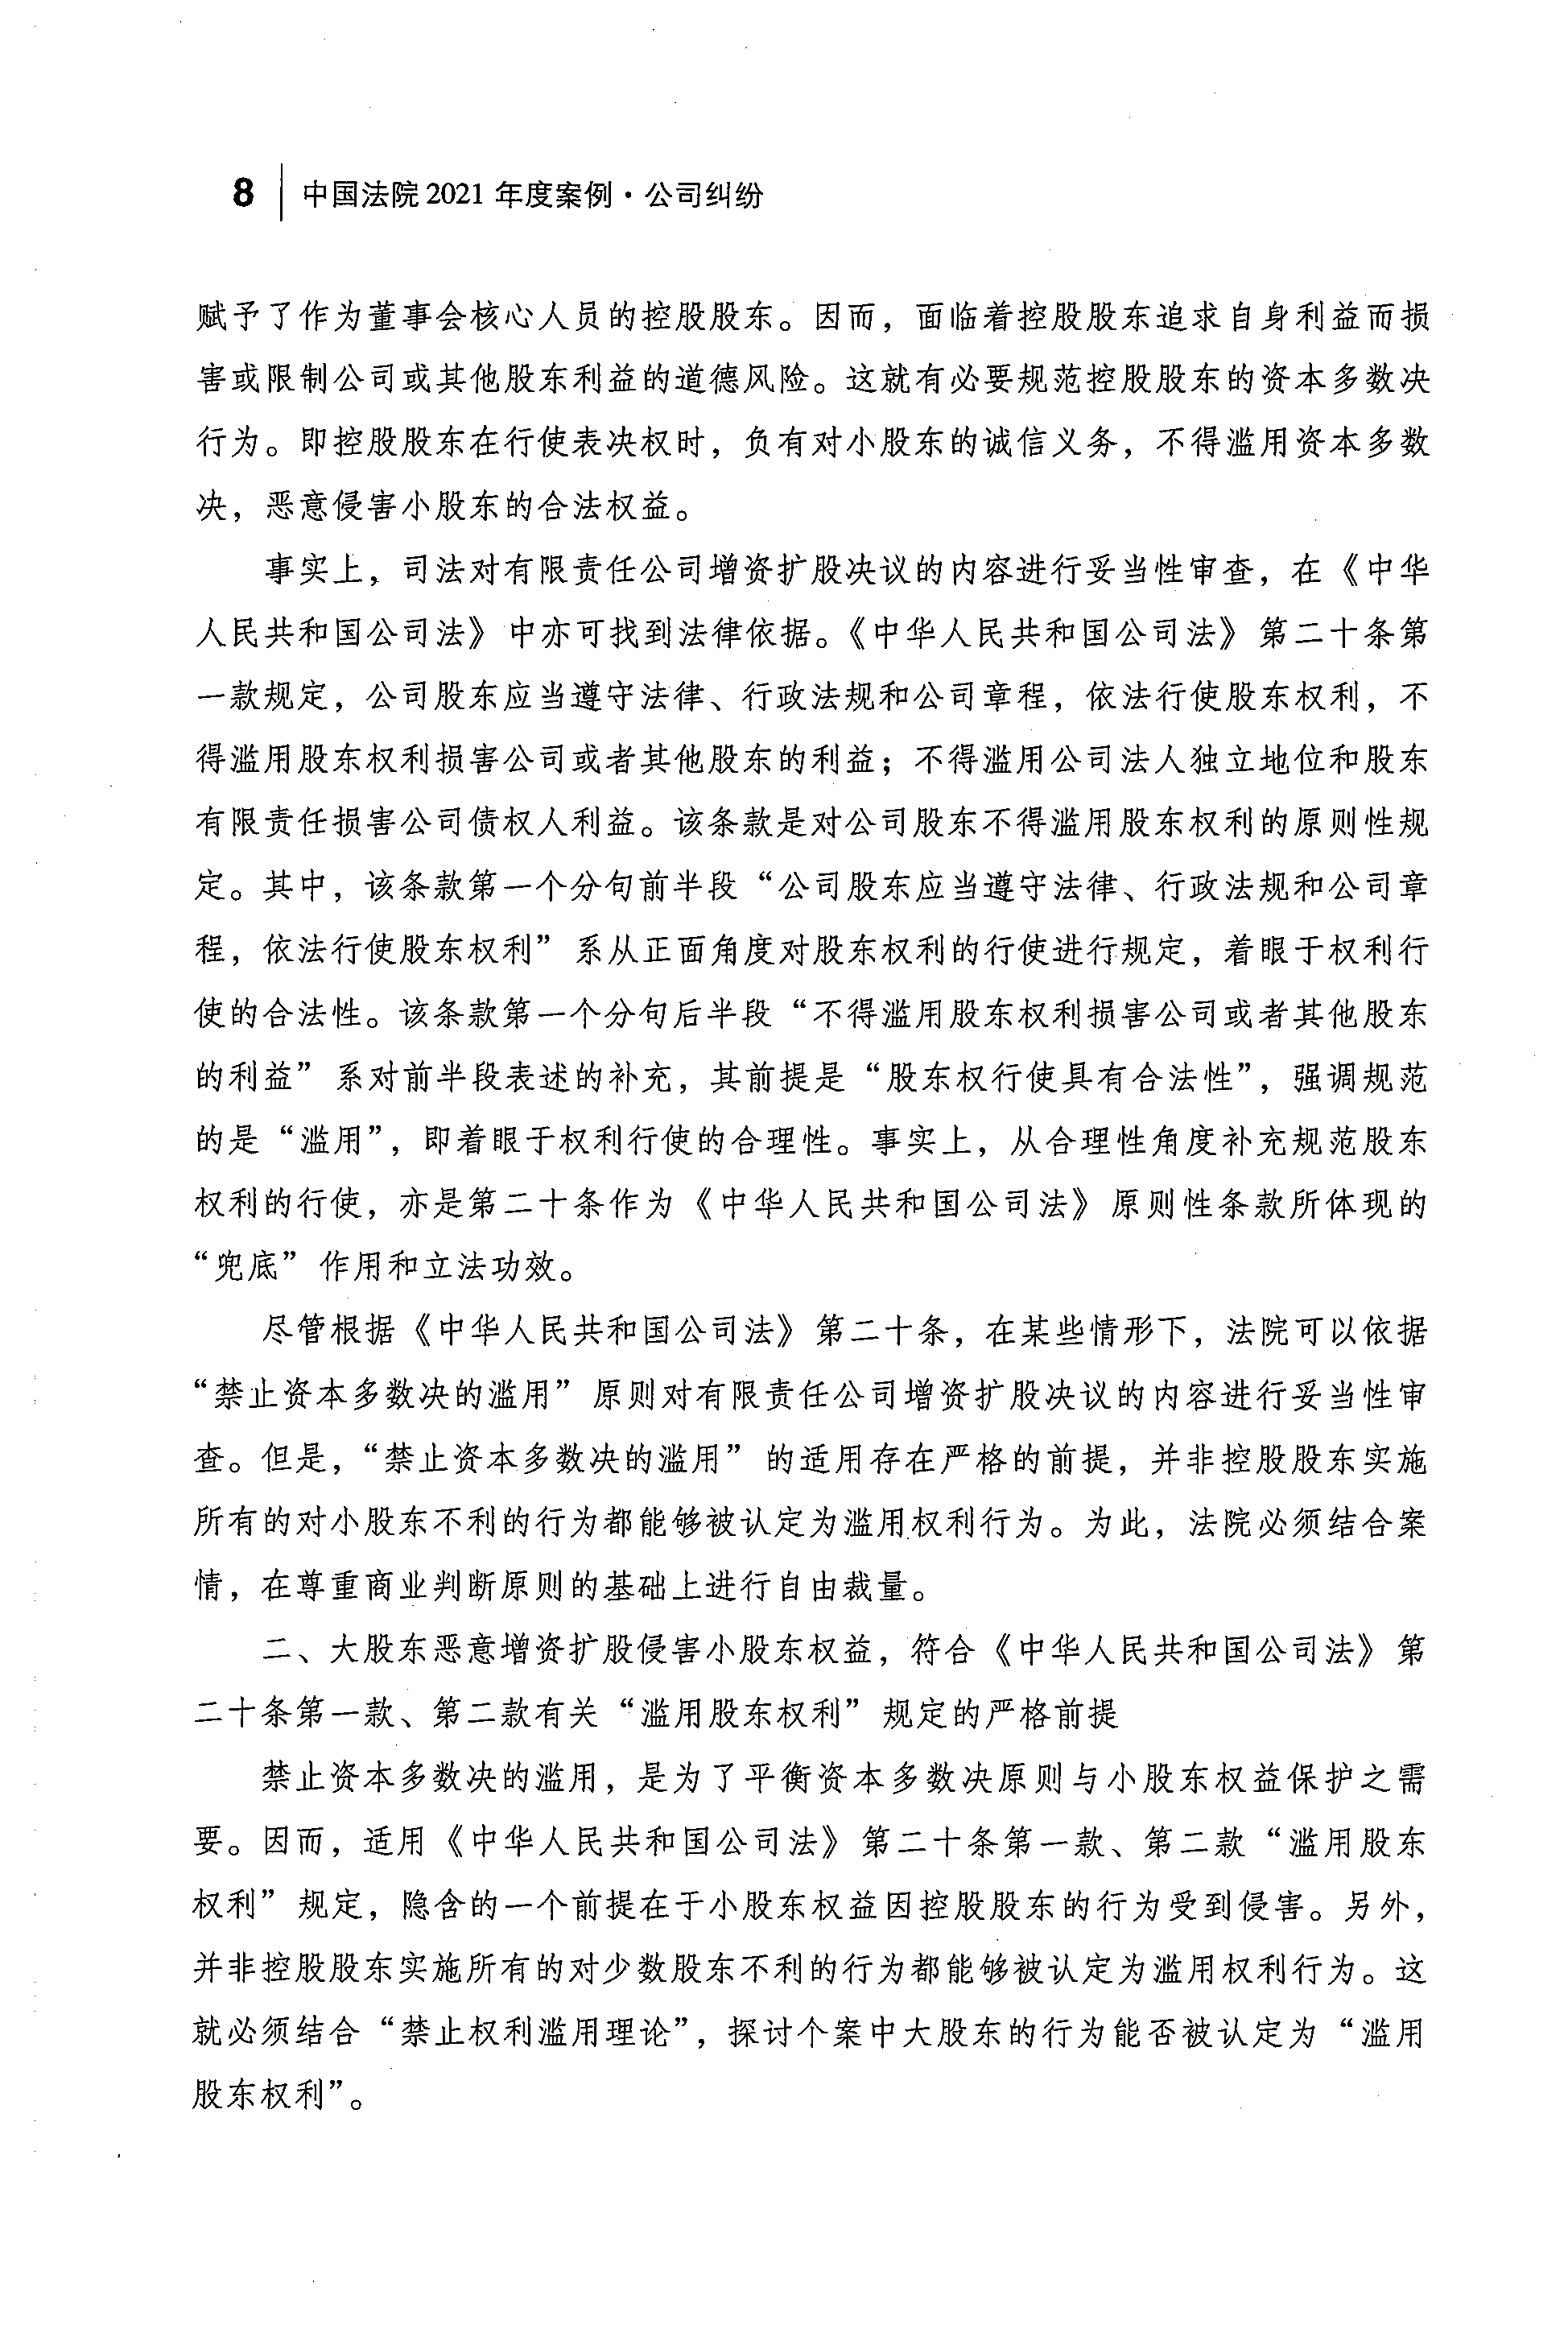 8 中国法院 2021 年度案例·公司纠纷
赋予了作为董事会核心人员的控股股东。因而，面临着控股股东追求自身利益而损
害或限制公司或其他股东利益的道德风险。这就有必要规范控股股东的资本多数决
行为。即控股股东在行使表决权时，负有对小股东的诚信义务，不得滥用资本多数
决，恶意侵害小股东的合法权益。
事实上，司法对有限责任公司增资扩股决议的内容进行妥当性审查，在《中华
人民共和国公司法》中亦可找到法律依据。《中华人民共和国公司法》第二十条第
一款规定，公司股东应当遵守法律、行政法规和公司章程，依法行使股东权利，不
得滥用股东权利损害公司或者其他股东的利益；不得滥用公司法人独立地位和股东
有限责任损害公司债权人利益。该条款是对公司股东不得滥用股东权利的原则性规
定。其中，该条款第一个分句前半段“公司股东应当遵守法律、行政法规和公司章
程，依法行使股东权利”系从正面角度对股东权利的行使进行规定，着眼于权利行
使的合法性。该条款第一个分句后半段“不得滥用股东权利损害公司或者其他股东
的利益”系对前半段表述的补充，其前提是“股东权行使具有合法性”，强调规范
的是“滥用”，即着眼于权利行使的合理性。事实上，从合理性角度补充规范股东
权利的行使，亦是第二十条作为《中华人民共和国公司法》原则性条款所体现的
“兜底”作用和立法功效。
尽管根据《中华人民共和国公司法》第二十条，在某些情形下，法院可以依据
“禁止资本多数决的滥用”原则对有限责任公司增资扩股决议的内容进行妥当性审
查。但是，“禁止资本多数决的滥用”的适用存在严格的前提，并非控股股东实施
所有的对小股东不利的行为都能够被认定为滥用权利行为。为此，法院必须结合案
情，在尊重商业判断原则的基础上进行自由裁量。
二、大股东恶意增资扩股侵害小股东权益，符合《中华人民共和国公司法》第
二十条第一款、第二款有关“滥用股东权利”规定的严格前提
禁止资本多数决的滥用，是为了平衡资本多数决原则与小股东权益保护之需
要。因而，适用《中华人民共和国公司法》第二十条第一款、第二款“滥用股东
权利”规定，隐含的一个前提在于小股东权益因控股股东的行为受到侵害。另外，
并非控股股东实施所有的对少数股东不利的行为都能够被认定为滥用权利行为。这
就必须结合“禁止权利滥用理论”，探讨个案中大股东的行为能否被认定为“滥用
股东权利”。